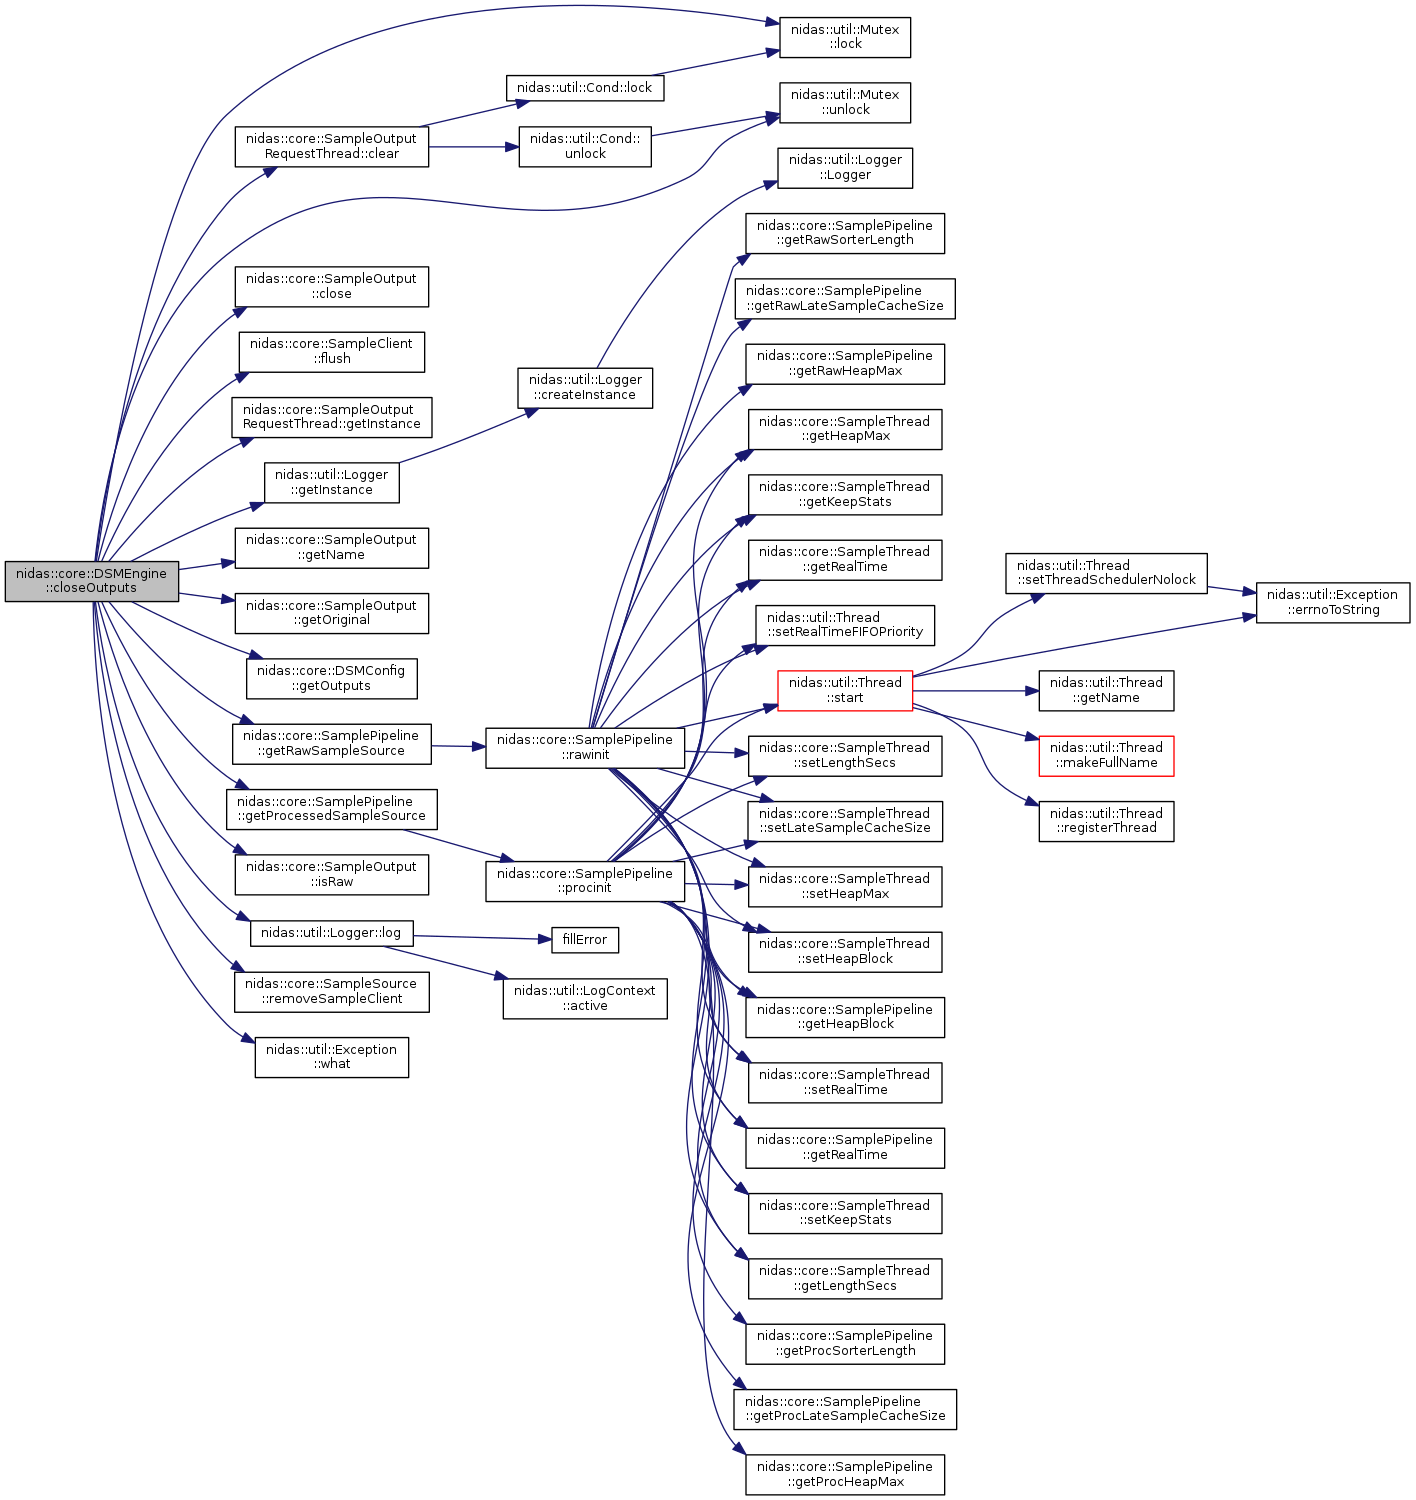 nidas::core::DSMEngine
::closeOutputs
nidas::util::Mutex
::lock
nidas::util::Cond::lock
nidas::util::Mutex
::unlock
nidas::core::SampleOutput
RequestThread::clear
nidas::util::Cond::
unlock
nidas::util::Logger
::Logger
nidas::core::SamplePipeline
::getRawSorterLength
nidas::core::SampleOutput
::close
nidas::core::SamplePipeline
::getRawLateSampleCacheSize
nidas::core::SampleClient
::flush
nidas::core::SamplePipeline
::getRawHeapMax
nidas::util::Logger
::createInstance
nidas::core::SampleOutput
RequestThread::getInstance
nidas::core::SampleThread
::getHeapMax
nidas::util::Logger
::getInstance
nidas::core::SampleThread
::getKeepStats
nidas::core::SampleOutput
::getName
nidas::core::SampleThread
::getRealTime
nidas::util::Thread
::setThreadSchedulerNolock
nidas::util::Exception
::errnoToString
nidas::core::SampleOutput
::getOriginal
nidas::util::Thread
::setRealTimeFIFOPriority
nidas::core::DSMConfig
::getOutputs
nidas::util::Thread
::start
nidas::util::Thread
::getName
nidas::core::SamplePipeline
::getRawSampleSource
nidas::core::SamplePipeline
::rawinit
nidas::core::SampleThread
::setLengthSecs
nidas::util::Thread
::makeFullName
nidas::core::SamplePipeline
::getProcessedSampleSource
nidas::core::SampleThread
::setLateSampleCacheSize
nidas::util::Thread
::registerThread
nidas::core::SampleOutput
::isRaw
nidas::core::SamplePipeline
::procinit
nidas::core::SampleThread
::setHeapMax
nidas::util::Logger::log
fillError
nidas::core::SampleThread
::setHeapBlock
nidas::core::SampleSource
::removeSampleClient
nidas::util::LogContext
::active
nidas::core::SamplePipeline
::getHeapBlock
nidas::util::Exception
::what
nidas::core::SampleThread
::setRealTime
nidas::core::SamplePipeline
::getRealTime
nidas::core::SampleThread
::setKeepStats
nidas::core::SampleThread
::getLengthSecs
nidas::core::SamplePipeline
::getProcSorterLength
nidas::core::SamplePipeline
::getProcLateSampleCacheSize
nidas::core::SamplePipeline
::getProcHeapMax